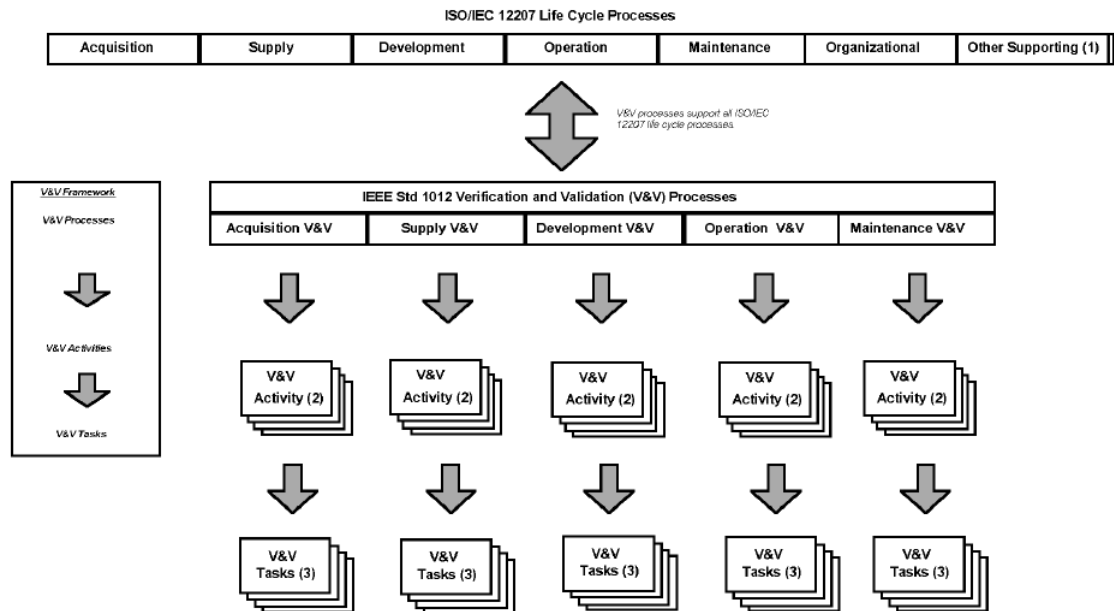 ISO/IEC 12207 Life Cycle Processes
Acquisition
Supply
Development
Operation
Maintenance
Organizational
Other Supporting (1)
V&V processes support all ISO/IEC
12207 life cycle processes
V&V Framework
V&V Processes
V&V Activities
V&V Tasks
IEEE Std 1012 Verification and Validation (V&V) Processes
Acquisition V&V
Supply V&V
Development V&V
Operation V&V
Maintenance V&V
V&V
Activity (2)
V&V
Activity (2)
V&V
Activity (2)
V&V
Activity (2)
V&V
Activity (2)
V&V
Tasks (3)
V&V
Tasks (3)
V&V
Tasks (3)
V&V
Tasks (3)
V&V
Tasks (3)